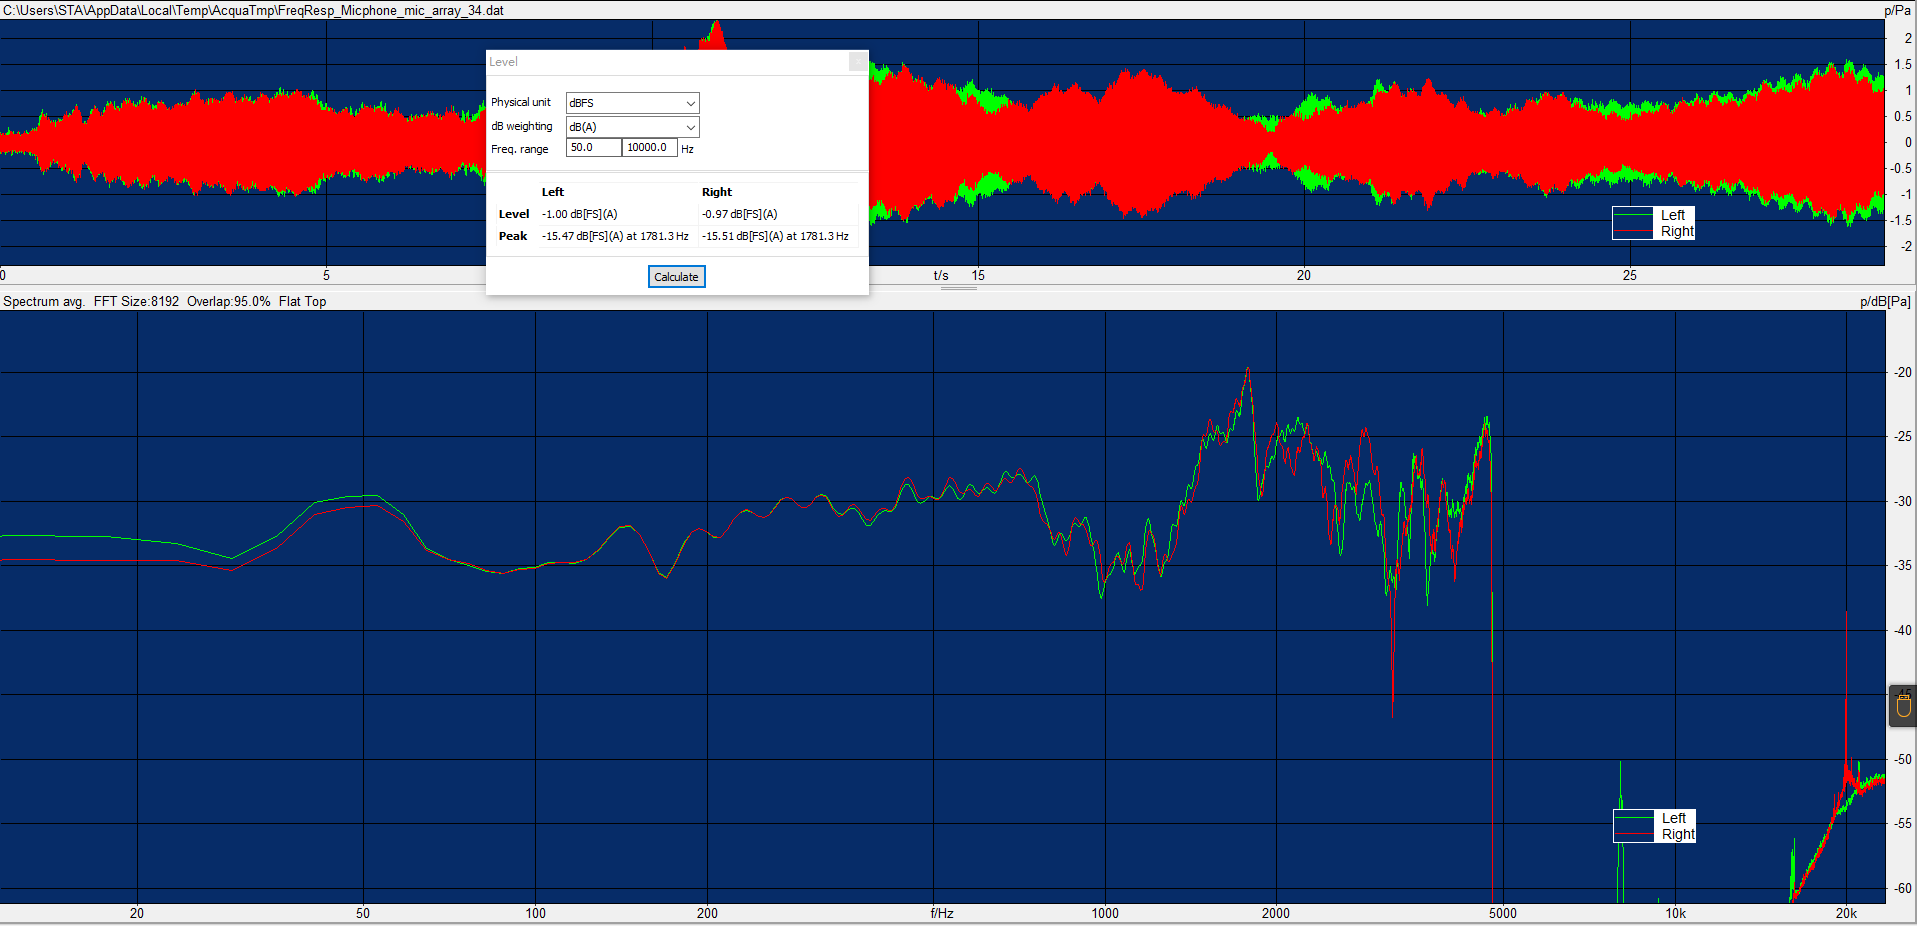 C:\Users\STA\AppData\Local\Temp\AcquaTmp\FreqResp_Micphone_mic_array_34.dat
p/Pa
Level
Physical unit dBFS
dB weighting dB(A)
Freq. range 50.0 10000.0 Hz
Left Right
Level -1.00 dB[FS](A) -0.97 dB[FS](A)
Peak -15.47 dB[FS](A) at 1781.3 Hz -15.51 dB[FS](A) at 1781.3 Hz
Calculate
2
1.5
1
0.5
0
-0.5
-1
-1.5
-2
Left
Right
0 5 t/s 15 20 25
Spectrum avg. FFT Size:8192 Overlap:95.0% Flat Top
p/dB[Pa]
-20
-25
-30
-35
-40
-45
-50
-55
-60
Left
Right
20 50 100 200 f/Hz 1000 2000 5000 10k 20k